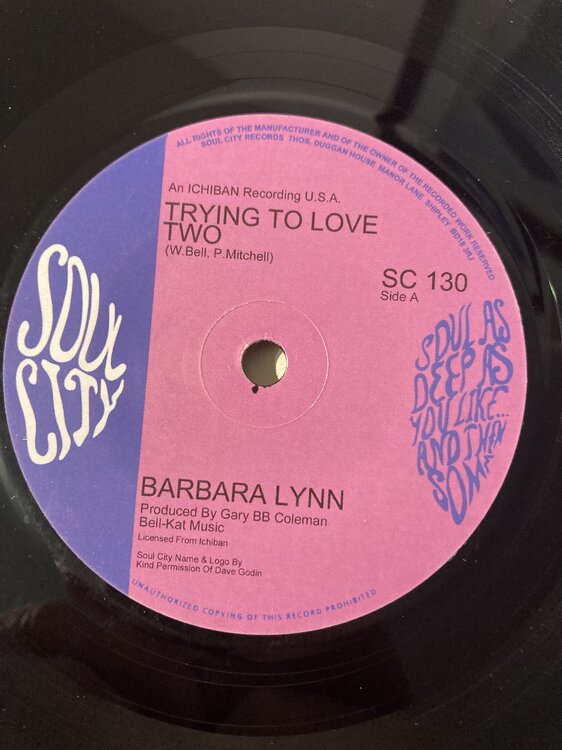 ALL RIGHTS OF THE MANUFACTURER AND OF THE OWNER OF THE RECORDED WORK RESERVED
SOUL CITY RECORDS THOS. DUGGAN HOUSE MANOR LANE SHIPLEY BD18 3RJ
An ICHIBAN Recording U.S.A.
TRYING TO LOVE
TWO
(W.Bell, P.Mitchell)
SC 130
Side A
SOUL
CITY
SOUL AS
DEEP AS
YOU LIKE...
AND THEN
SOME
BARBARA LYNN
Produced By Gary BB Coleman
Bell-Kat Music
Licensed From Ichiban
Soul City Name & Logo By
Kind Permission Of Dave Godin
UNAUTHORIZED COPYING OF THIS RECORD PROHIBITED